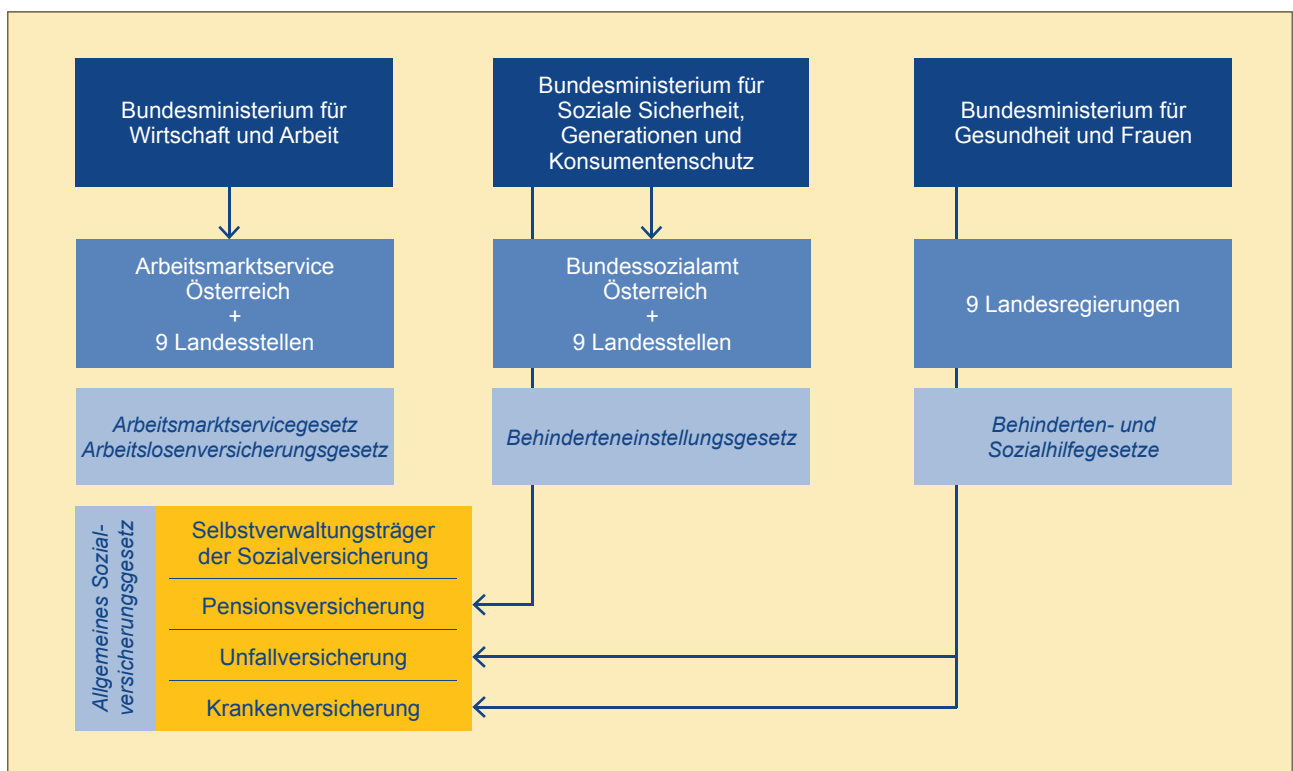 Bundesministerium für
Wirtschaft und Arbeit
Bundesministerium für
Soziale Sicherheit,
Generationen und
Konsumentenschutz
Bundesministerium für
Gesundheit und Frauen
Arbeitsmarktservice
Österreich
+
9 Landesstellen
Bundessozialamt
Österreich
+
9 Landesstellen
9 Landesregierungen
Arbeitsmarktservicegesetz
Arbeitslosenversicherungsgesetz
Behinderteneinstellungsgesetz
Behinderten- und
Sozialhilfegesetze
Allgemeines Sozial-
versicherungsgesetz
Selbstverwaltungsträger
der Sozialversicherung
Pensionsversicherung
Unfallversicherung
Krankenversicherung